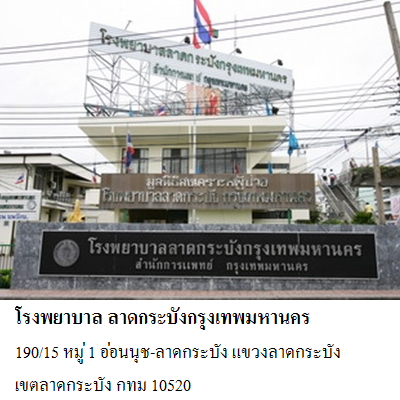 โรงพยาบาลลาดกระบังกรุงเทพมหานคร
สำนักการแพทย์ กรุงเทพมหานคร
มูลนิธิสงเคราะห์ผู้ป่วย
โรงพยาบาลลาดกระบัง กรุงเทพมหานคร
โรงพยาบาลลาดกระบังกรุงเทพมหานคร
สำนักการแพทย์ กรุงเทพมหานคร
โรงพยาบาล ลาดกระบังกรุงเทพมหานคร
190/15 หมู่ 1 อ่อนนุช-ลาดกระบัง แขวงลาดกระบัง
เขตลาดกระบัง กทม 10520